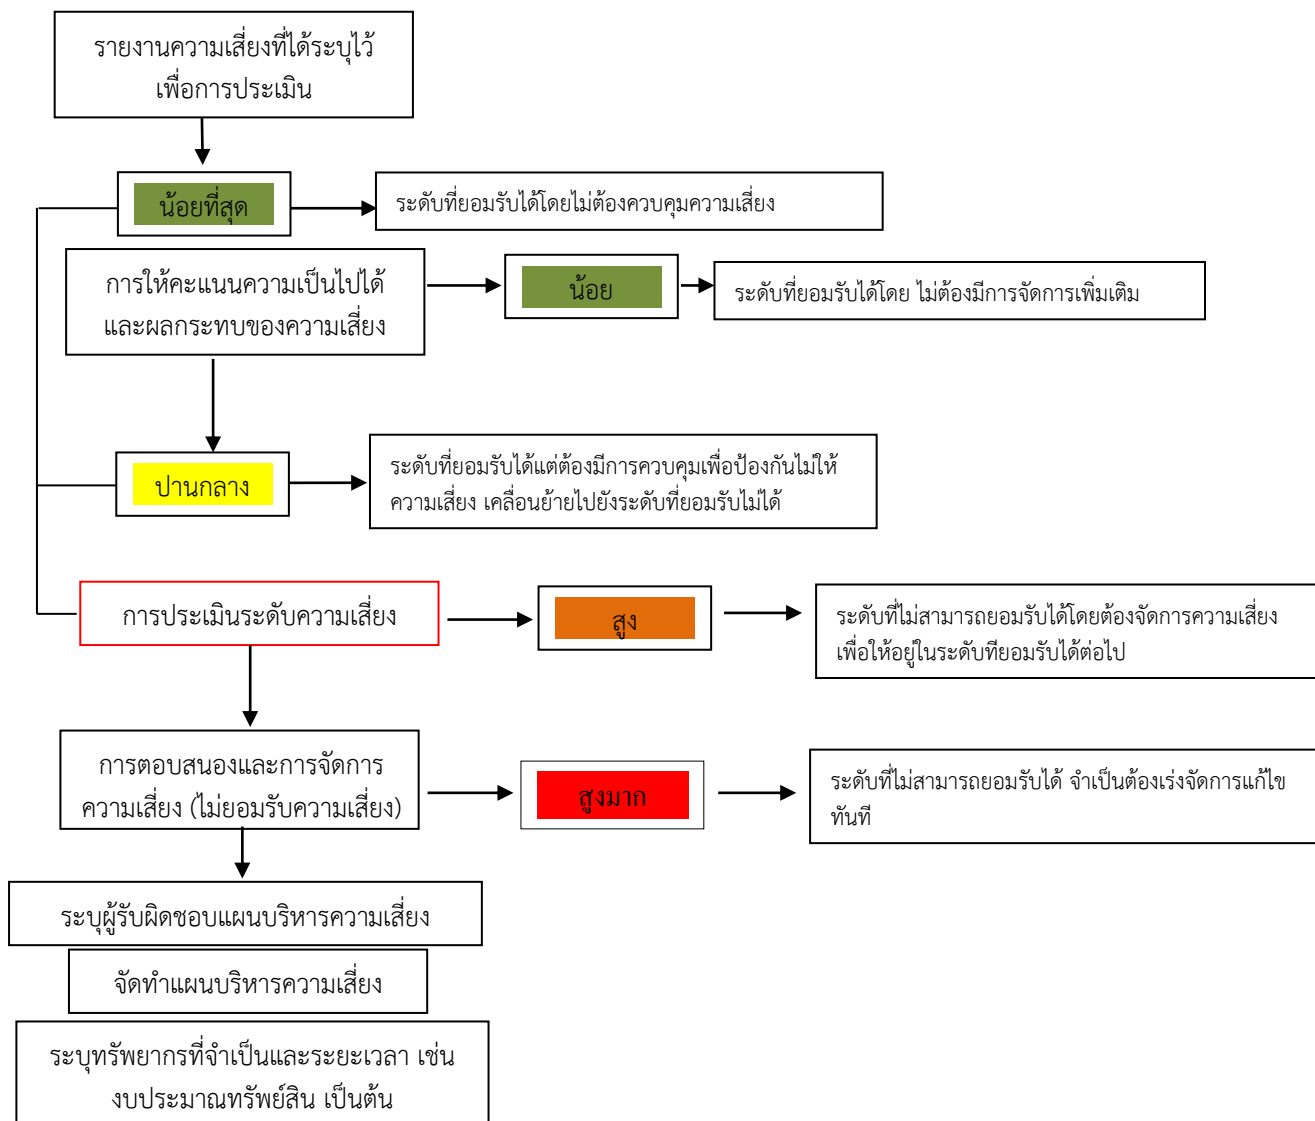 รายงานความเสี่ยงที่ได้ระบุไว้
เพื่อการประเมิน
น้อยที่สุด
ระดับที่ยอมรับได้โดยไม่ต้องควบคุมความเสี่ยง
การให้คะแนนความเป็นไปได้
และผลกระทบของความเสี่ยง
น้อย
ระดับที่ยอมรับได้โดย ไม่ต้องมีการจัดการเพิ่มเติม
ปานกลาง
ระดับที่ยอมรับได้แต่ต้องมีการควบคุมเพื่อป้องกันไม่ให้
ความเสี่ยง เคลื่อนย้ายไปยังระดับที่ยอมรับไม่ได้
การประเมินระดับความเสี่ยง
สูง
ระดับที่ไม่สามารถยอมรับได้โดยต้องจัดการความเสี่ยง
เพื่อให้อยู่ในระดับทียอมรับได้ต่อไป
การตอบสนองและการจัดการ
ความเสี่ยง (ไม่ยอมรับความเสี่ยง)
สูงมาก
ระดับที่ไม่สามารถยอมรับได้ จำเป็นต้องเร่งจัดการแก้ไข
ทันที
ระบุผู้รับผิดชอบแผนบริหารความเสี่ยง
จัดทำแผนบริหารความเสี่ยง
ระบุทรัพยากรที่จำเป็นและระยะเวลา เช่น
งบประมาณทรัพย์สิน เป็นต้น